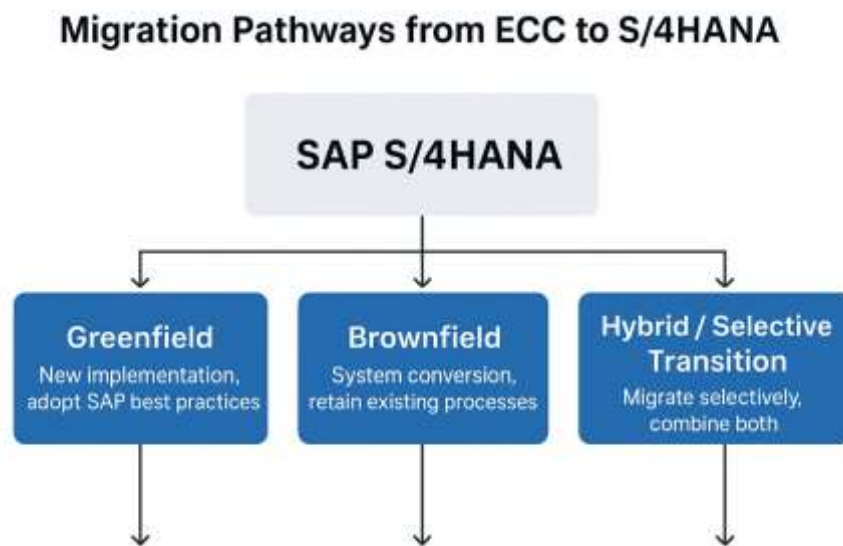 Migration Pathways from ECC to S/4HANA
SAP S/4HANA
Greenfield
New implementation,
adopt SAP best practices
Brownfield
System conversion,
retain existing processes
Hybrid / Selective
Transition
Migrate selectively,
combine both